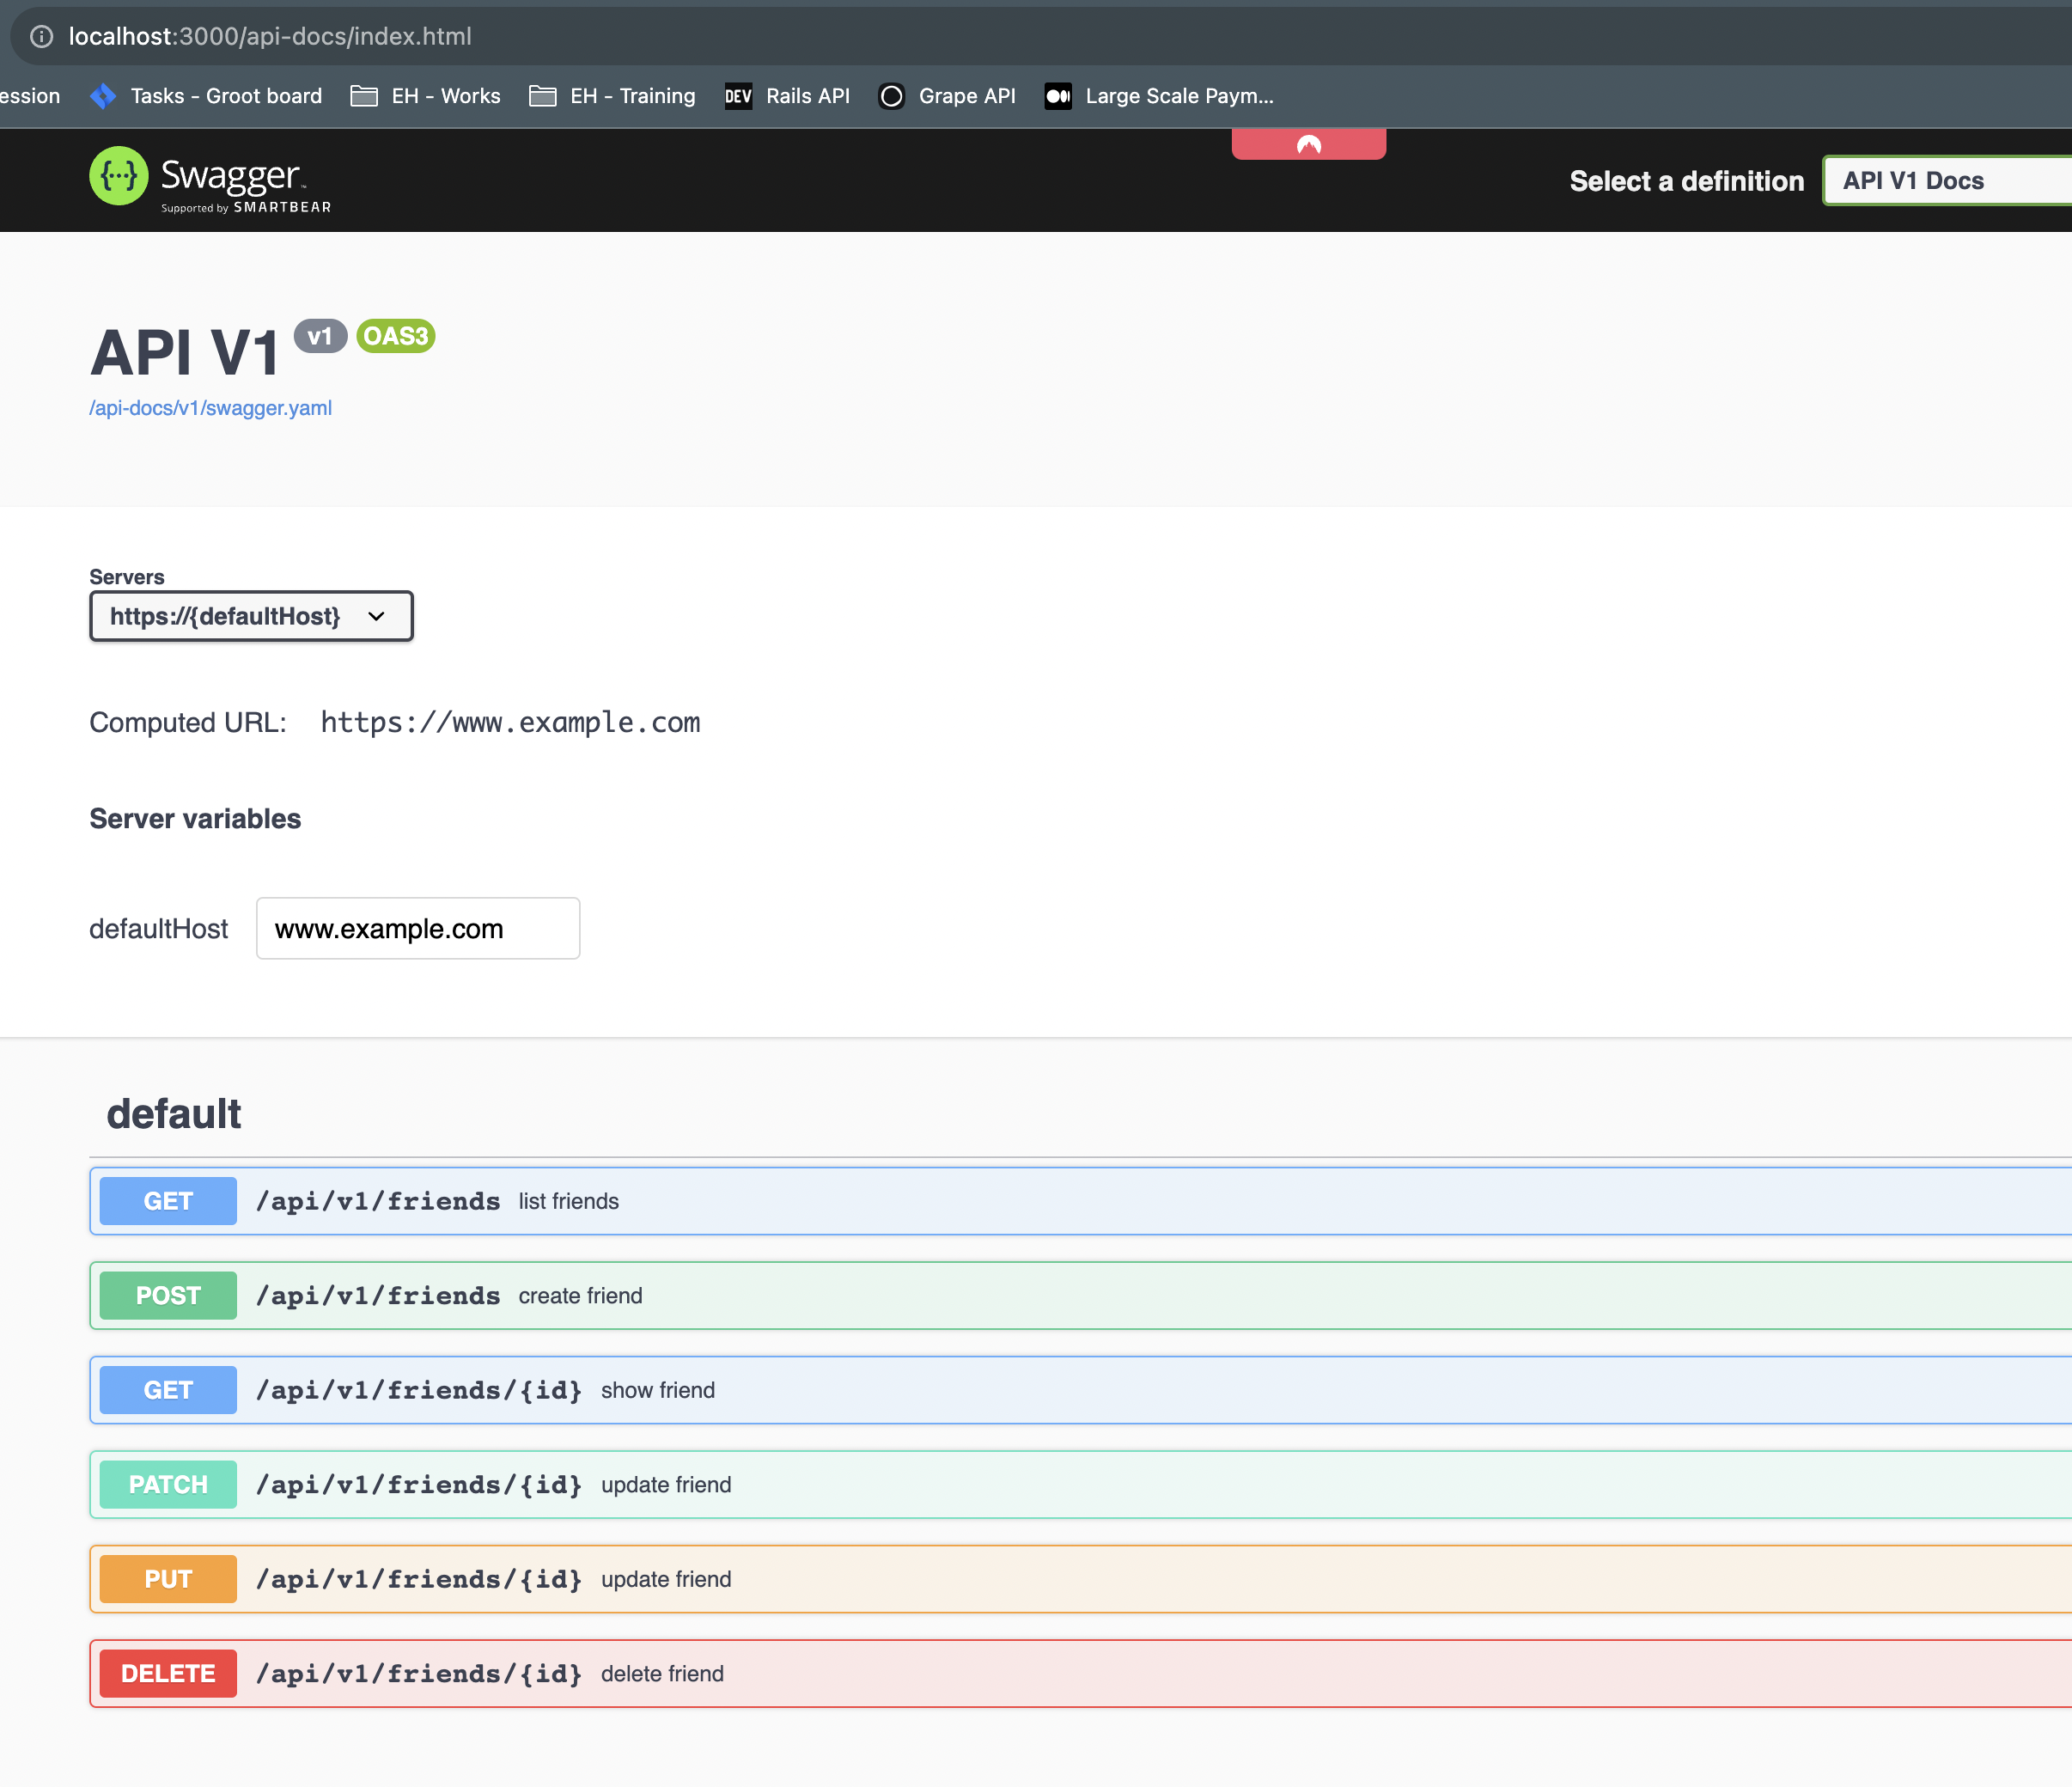 localhost:3000/api-docs/index.html
ession Tasks - Groot board EH - Works EH - Training DEV Rails API Grape API Large Scale Paym...
{···} Swagger™ Select a definition API V1 Docs
Supported by SMARTBEAR
API V1 v1 OAS3
/api-docs/v1/swagger.yaml
Servers
https://{defaultHost}
Computed URL: https://www.example.com
Server variables
defaultHost www.example.com
default
GET /api/v1/friends list friends
POST /api/v1/friends create friend
GET /api/v1/friends/{id} show friend
PATCH /api/v1/friends/{id} update friend
PUT /api/v1/friends/{id} update friend
DELETE /api/v1/friends/{id} delete friend